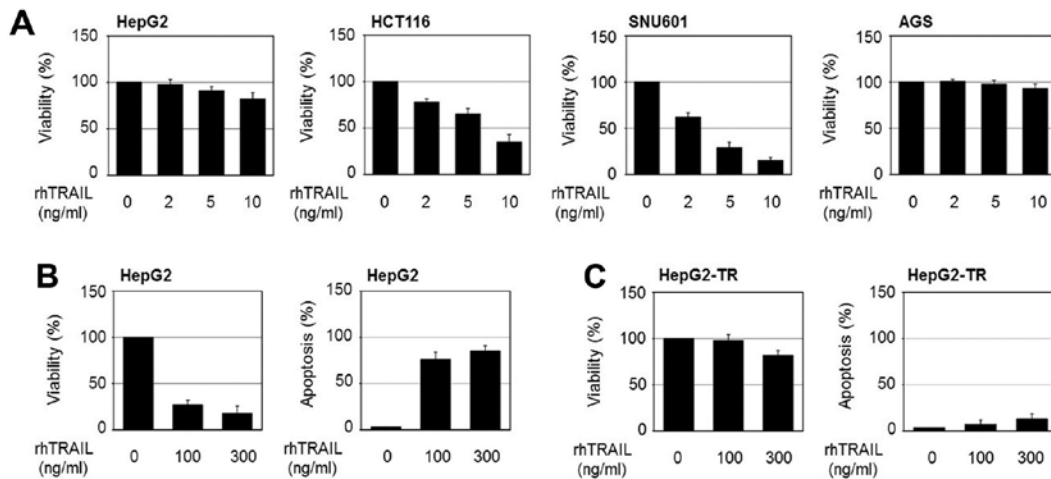 A
HepG2
Viability (%)
150
100
50
0
rhTRAIL
(ng/ml)
0 2 5 10
HCT116
Viability (%)
150
100
50
0
rhTRAIL
(ng/ml)
0 2 5 10
SNU601
Viability (%)
150
100
50
0
rhTRAIL
(ng/ml)
0 2 5 10
AGS
Viability (%)
150
100
50
0
rhTRAIL
(ng/ml)
0 2 5 10
B
HepG2
Viability (%)
150
100
50
0
rhTRAIL
(ng/ml)
0 100 300
HepG2
Apoptosis (%)
150
100
50
0
rhTRAIL
(ng/ml)
0 100 300
C
HepG2-TR
Viability (%)
150
100
50
0
rhTRAIL
(ng/ml)
0 100 300
HepG2-TR
Apoptosis (%)
150
100
50
0
rhTRAIL
(ng/ml)
0 100 300